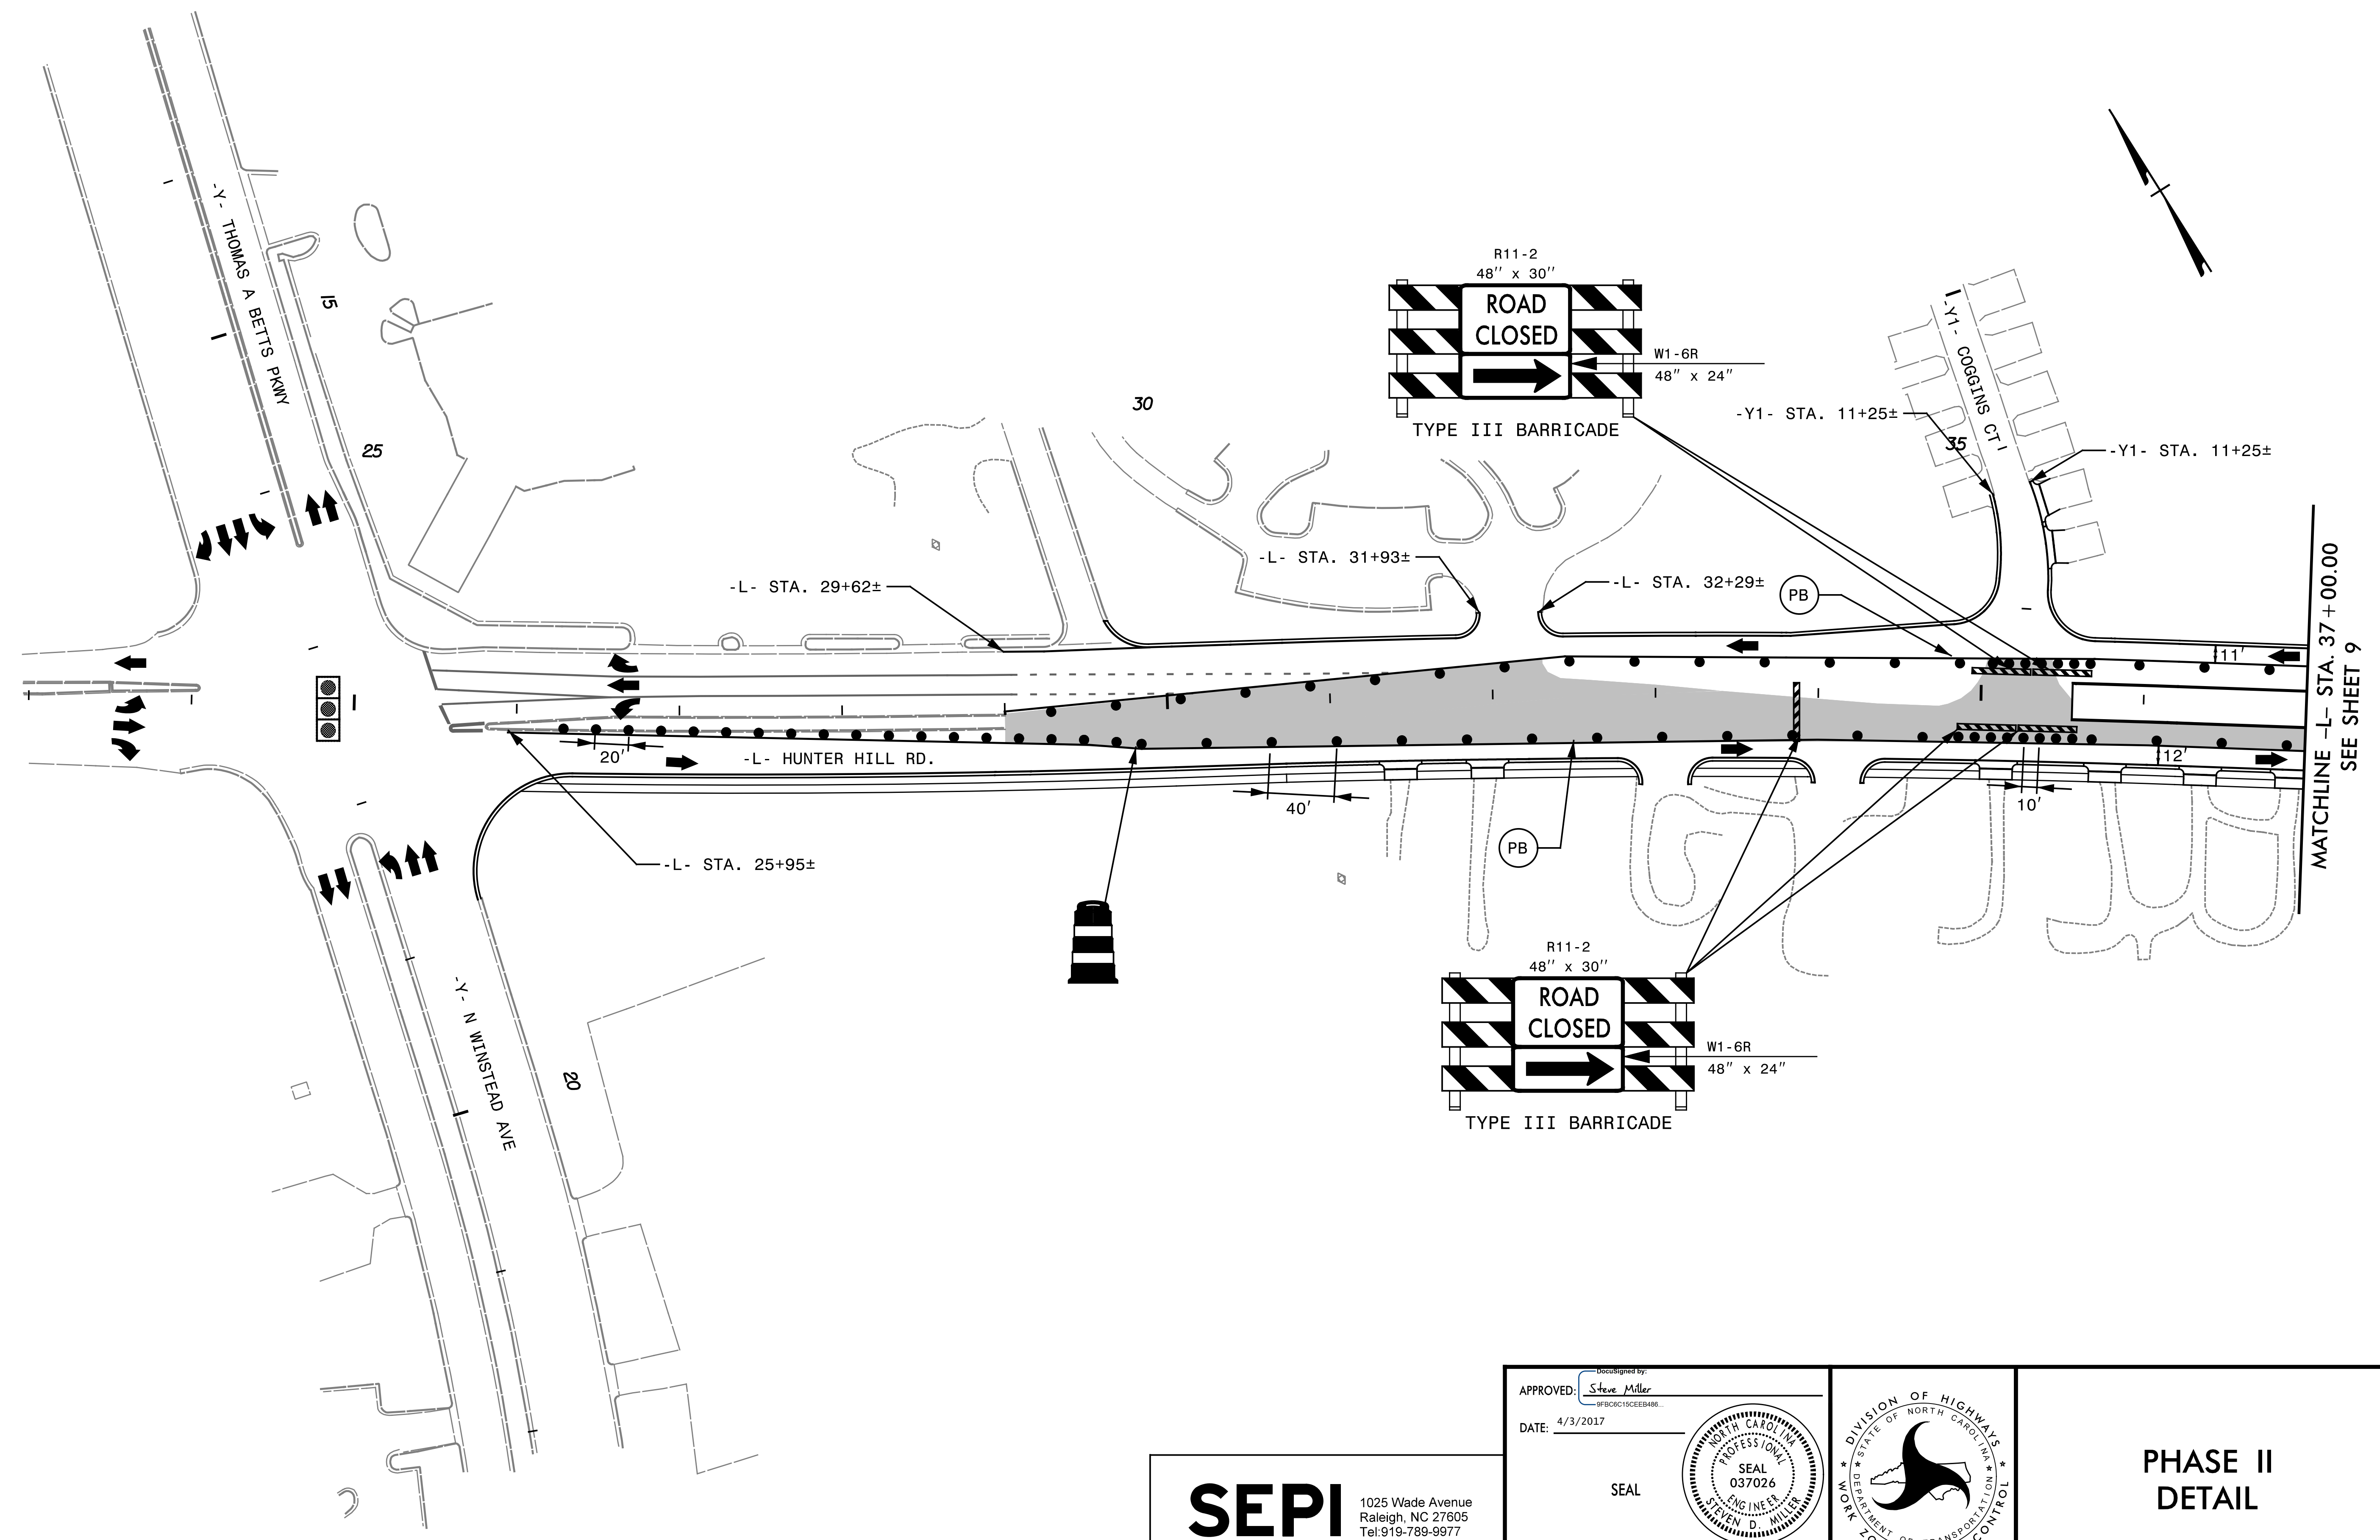 -Y- THOMAS A BETTS PKWY
15
25
30
R11-2
48" x 30"
ROAD
CLOSED
W1-6R
48" x 24"
TYPE III BARRICADE
-Y1- COGGINS CT
-Y1- STA. 11+25±
35
-Y1- STA. 11+25±
-L- STA. 29+62±
-L- STA. 31+93±
-L- STA. 32+29±
PB
11'
MATCHLINE -L- STA. 37+00.00
SEE SHEET 9
20'
-L- HUNTER HILL RD.
12'
40'
10'
-L- STA. 25+95±
PB
R11-2
48" x 30"
ROAD
CLOSED
W1-6R
48" x 24"
TYPE III BARRICADE
-Y- N WINSTEAD AVE
20
DocuSigned by:
APPROVED: Steve Miller
9FBC6C15CEEB486...
DATE: 4/3/2017
SEAL
NORTH CAROLINA
PROFESSIONAL
SEAL
037026
ENGINEER
STEVEN D. MILLER
DIVISION OF HIGHWAYS
STATE OF NORTH CAROLINA
DEPARTMENT OF TRANSPORTATION
WORK ZO CONTROL
PHASE II
DETAIL
SEPI
1025 Wade Avenue
Raleigh, NC 27605
Tel:919-789-9977